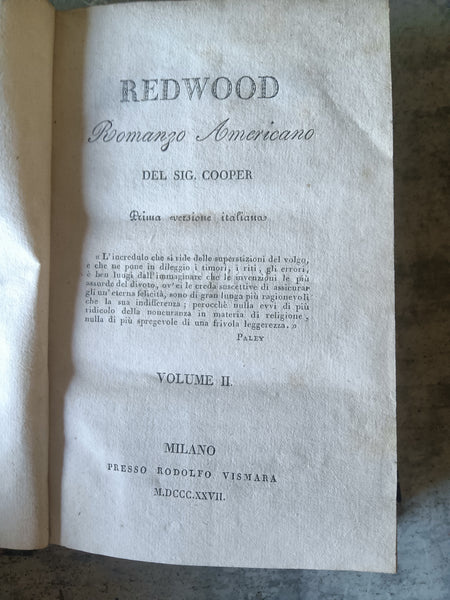 REDWOOD
Romanzo Americano
DEL SIG. COOPER
Prima versione italiana
« L'incredulo che si ride delle superstizioni del volgo,
e che ne pone in dileggio i timori, i riti, gli errori,
è ben lungi dall'immaginare che le invenzioni le più
assorde del divoto, ov'ei le creda suscettive di assicurar
gli un'eterna felicità, sono di gran lunga più ragionevoli
che la sua indifferenza; perocchè nulla evvi di più
ridicolo della noncuranza in materia di religione,
nulla di più spregevole di una frivola leggerezza. »
PALEY
VOLUME II.
MILANO
PRESSO RODOLFO VISMARA
M.DCCC.XXVII.